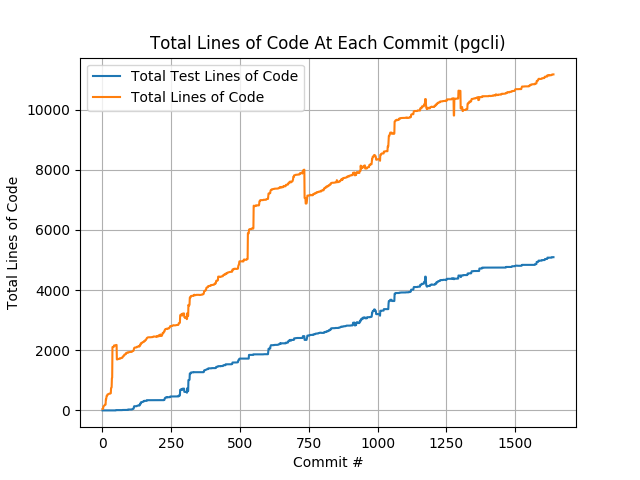 Total Lines of Code At Each Commit (pgcli)
Total Test Lines of Code
Total Lines of Code
Total Lines of Code
10000
8000
6000
4000
2000
0
0
250
500
750
1000
1250
1500
Commit #